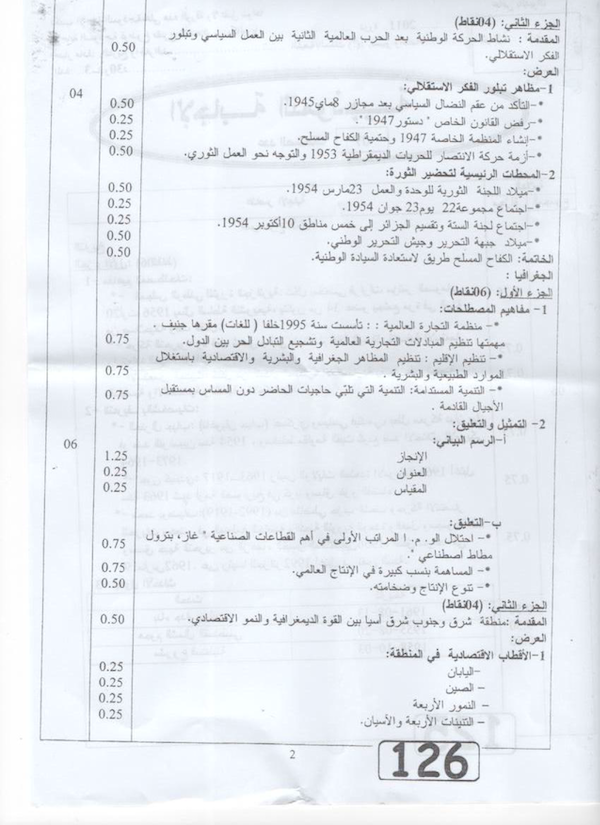 الجزء الثاني: (04نقاط)
المقدمة : نشاط الحركة الوطنية بعد الحرب العالمية الثانية بين العمل السياسي وتبلور
الفكر الاستقلالي.
0.50
العرض:
1-مظاهر تبلور الفكر الاستقلالي:
04
*-التأكد من عقم النضال السياسي بعد مجازر 8ماي1945.
0.50
*-رفض القانون الخاص " دستور1947 ".
0.25
*-إنشاء المنظمة الخاصة 1947 وحتمية الكفاح المسلح.
0.25
*-أزمة حركة الانتصار للحريات الديمقراطية 1953 والتوجه نحو العمل الثوري.
0.50
2-المحطات الرئيسية لتحضير الثورة:
*-ميلاد اللجنة الثورية للوحدة والعمل 23مارس 1954.
0.50
*-اجتماع مجموعة22 يوم23 جوان 1954.
0.25
*-اجتماع لجنة الستة وتقسيم الجزائر إلى خمس مناطق 10أكتوبر 1954.
0.25
*-ميلاد جبهة التحرير وجيش التحرير الوطني.
0.50
الخاتمة: الكفاح المسلح طريق لاستعادة السيادة الوطنية.
0.50
الجغرافيا :
الجزء الأول: (06نقاط)
1- مفاهيم المصطلحات:
*- منظمة التجارة العالمية : : تأسست سنة 1995خلفا ( للغات) مقرها جنيف ،
مهمتها تنظيم المبادلات التجارية العالمية وتشجيع التبادل الحر بين الدول.
0.75
*- تنظيم الإقليم : تنظيم المظاهر الجغرافية والبشرية والاقتصادية باستغلال
الموارد الطبيعية والبشرية .
0.75
*- التنمية المستدامة: التنمية التي تلبّي حاجيات الحاضر دون المساس بمستقبل
الأجيال القادمة .
0.75
2- التمثيل والتعليق:
06
أ-الرسم البياني:
الانجاز
1.25
العنوان
0.25
المقياس
0.25
ب-التعليق:
*- احتلال الو. م . ا المراتب الأولى في أهم القطاعات الصناعية " غاز، بترول
مطاط أصطناعي ".
0.75
*- المساهمة بنسب كبيرة في الإنتاج العالمي.
0.75
*- تنوع الإنتاج وضخامته.
0.50
الجزء الثاني: (04نقاط)
المقدمة :منطقة شرق وجنوب شرق آسيا بين القوة الديمغرافية والنمو الاقتصادي،
0.50
العرض:
1-الأقطاب الاقتصادية في المنطقة:
–اليابان
0.25
– الصين
0.25
– النمور الأربعة
0.25
– التنينات الأربعة والأسيان.
0.25
2
126